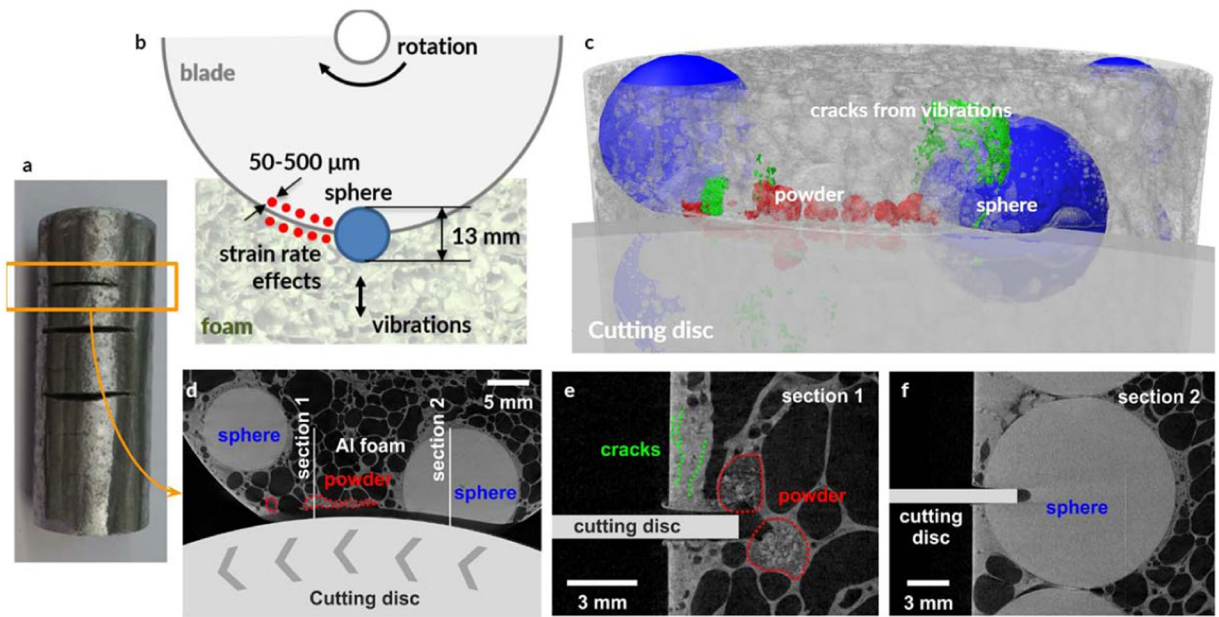 a
b
rotation
blade
50-500 µm
sphere
13 mm
strain rate
effects
foam
vibrations
c
cracks from vibrations
powder
sphere
Cutting disc
d
5 mm
sphere
section 1
Al foam
section 2
powder
sphere
Cutting disc
e
section 1
cracks
powder
cutting disc
3 mm
f
section 2
sphere
cutting
disc
3 mm